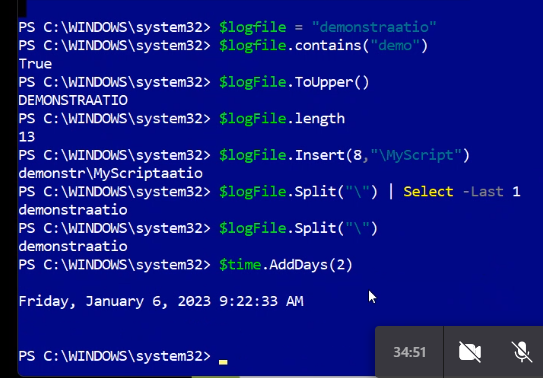 PS C:\WINDOWS\system32> $logfile = "demonstraatio"
PS C:\WINDOWS\system32> $logfile.contains("demo")
True
PS C:\WINDOWS\system32> $logFile.ToUpper()
DEMONSTRAATIO
PS C:\WINDOWS\system32> $logFile.length
13
PS C:\WINDOWS\system32> $logFile.Insert(8,"\MyScript")
demonstr\MyScriptaatio
PS C:\WINDOWS\system32> $logFile.Split("\") | Select -Last 1
demonstraatio
PS C:\WINDOWS\system32> $logFile.Split("\")
demonstraatio
PS C:\WINDOWS\system32> $time.AddDays(2)
Friday, January 6, 2023 9:22:33 AM
PS C:\WINDOWS\system32>
34:51